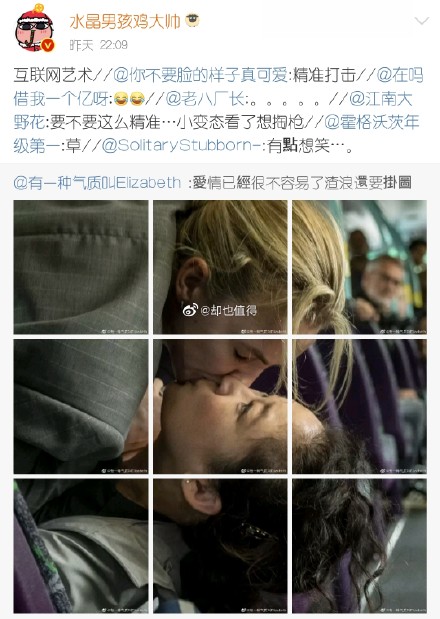 水晶男孩鸡大帅
昨天 22:09
互联网艺术//@你不要脸的样子真可爱:精准打击//@在吗
借我一个亿呀:😂😂//@老八厂长:。。。。。//@江南大
野花:要不要这么精准…小变态看了想掏枪//@霍格沃茨年
级第一:草//@SolitaryStubborn-:有點想笑…。
@有一种气质叫Elizabeth :愛情已經很不容易了渣浪還要掛圖
@却也值得